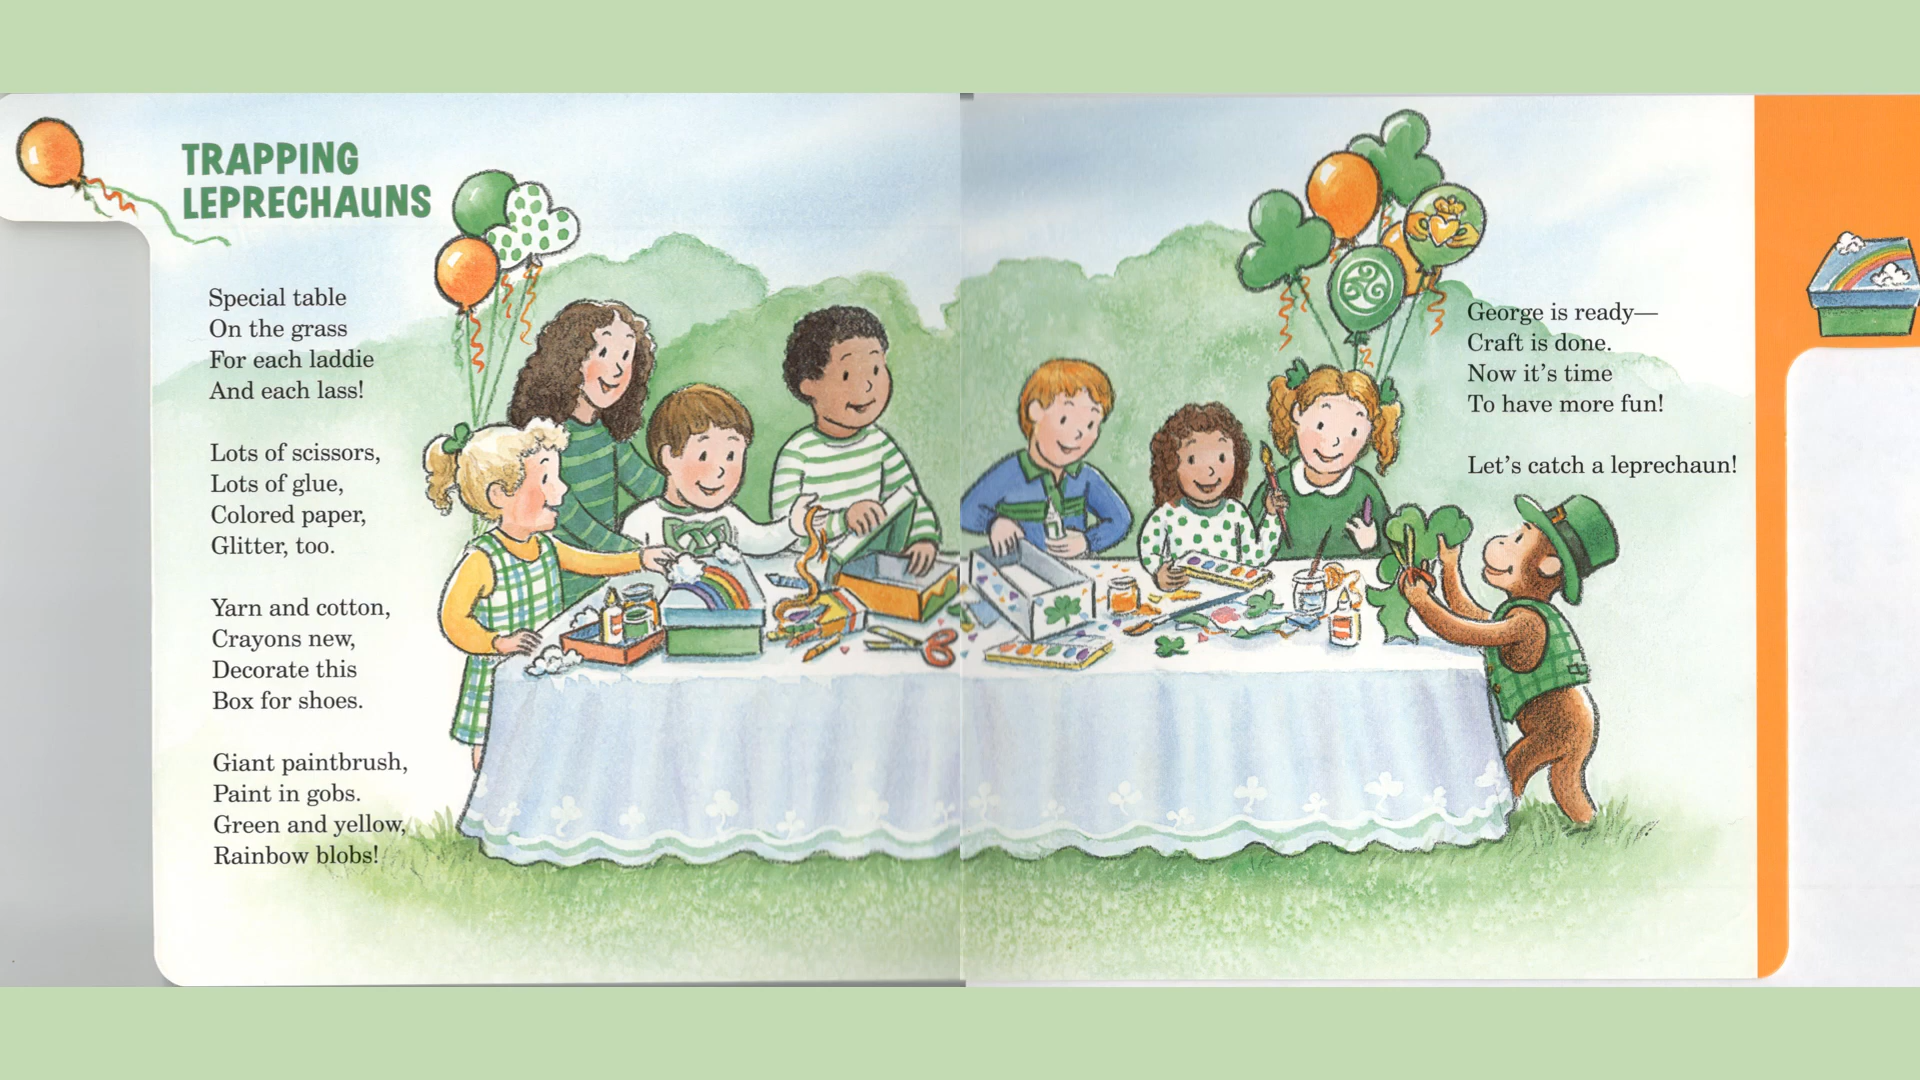 TRAPPING
LEPRECHAUNS
Special table
On the grass
For each laddie
And each lass!
Lots of scissors,
Lots of glue,
Colored paper,
Glitter, too.
Yarn and cotton,
Crayons new,
Decorate this
Box for shoes.
Giant paintbrush,
Paint in gobs.
Green and yellow,
Rainbow blobs!
George is ready—
Craft is done.
Now it's time
To have more fun!
Let's catch a leprechaun!